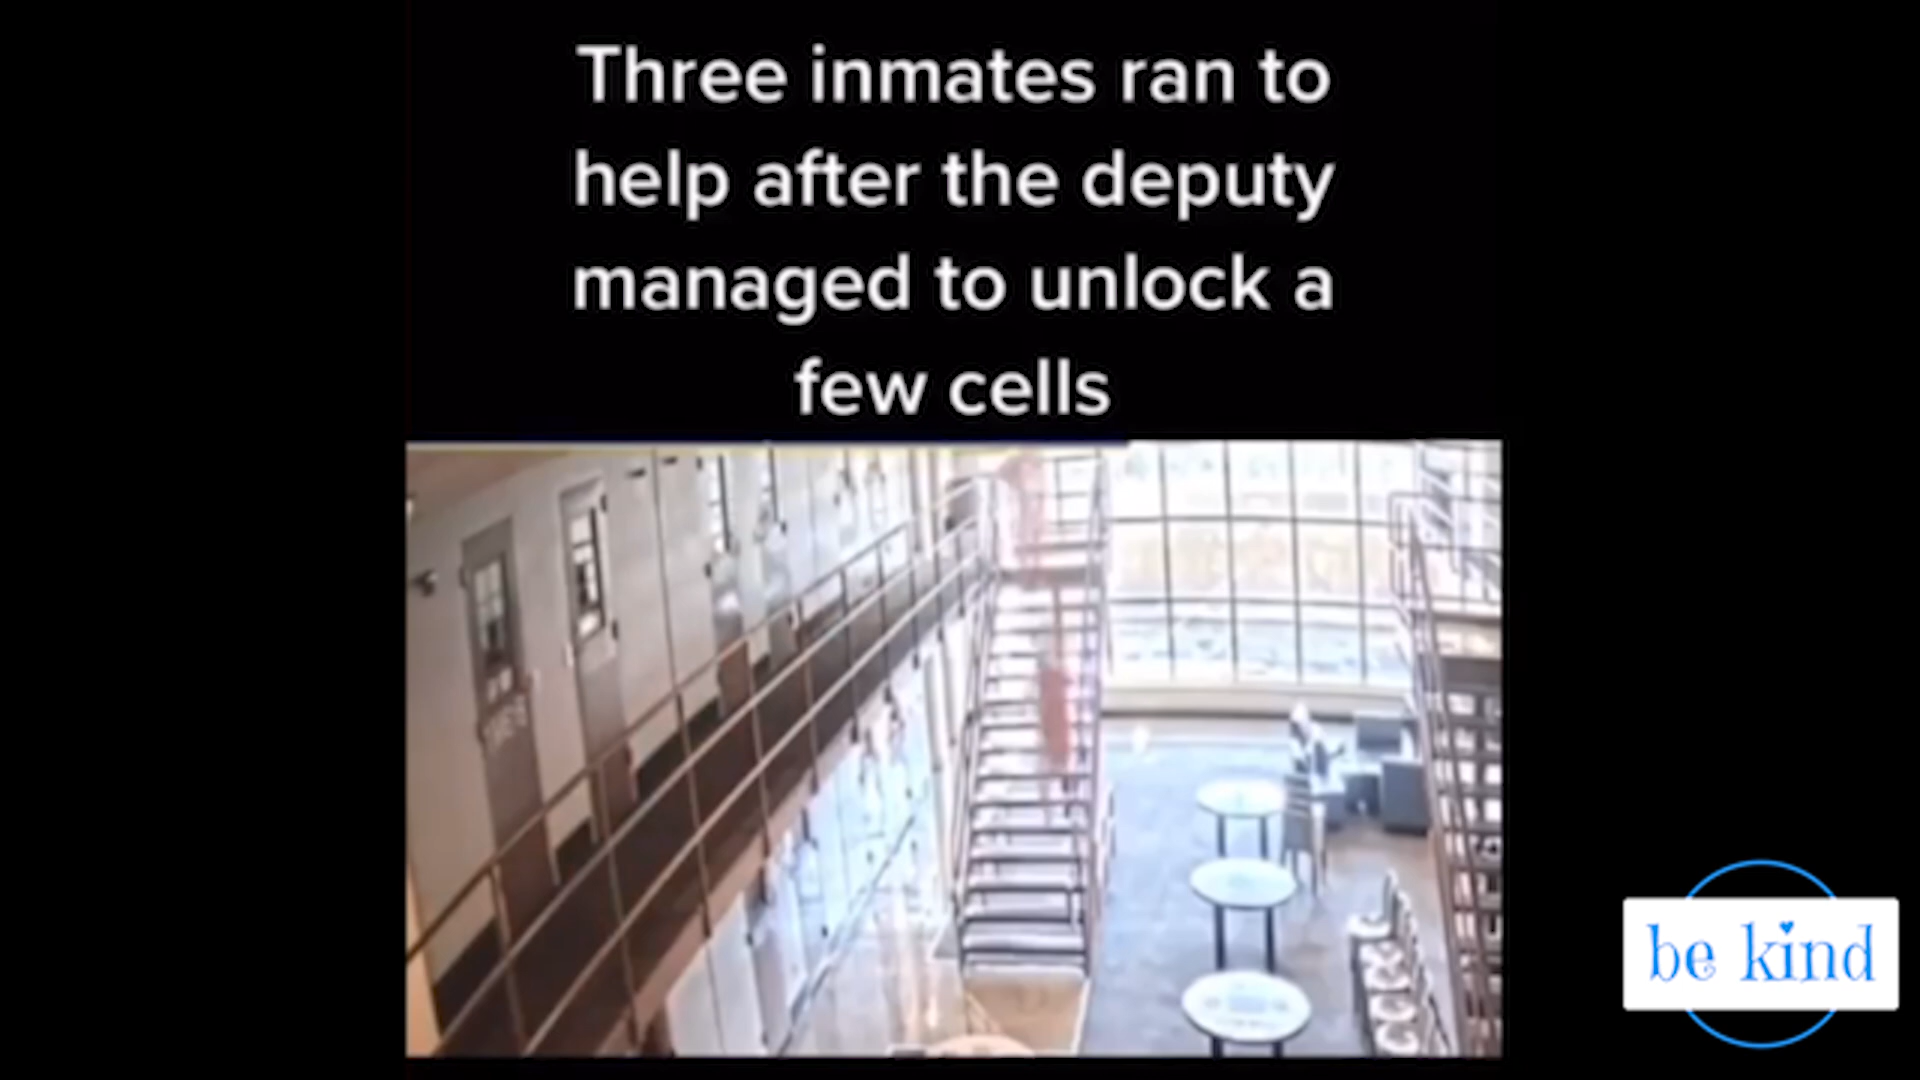 Three inmates ran to
help after the deputy
managed to unlock a
few cells
be kind